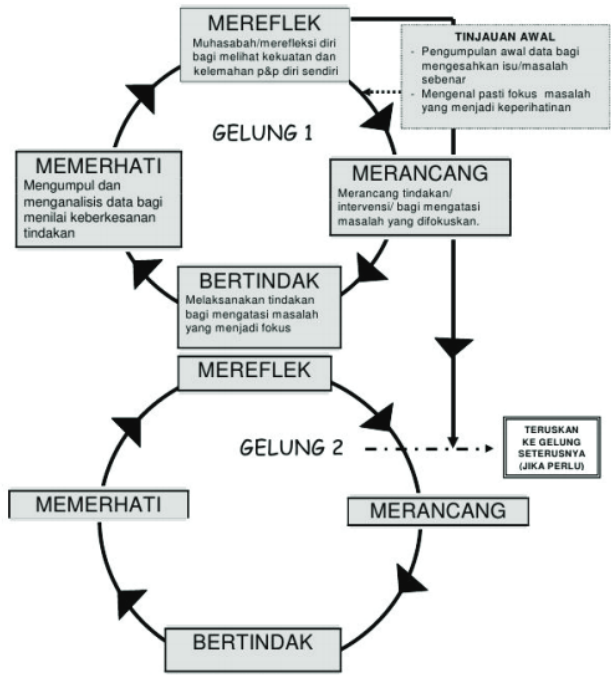 MEREFLEK
Muhasabah/merefleksi diri
bagi melihat kekuatan dan
kelemahan p&p diri sendiri
TINJAUAN AWAL
- Pengumpulan awal data bagi
mengesahkan isu/masalah
sebenar
- Mengenal pasti fokus masalah
yang menjadi keperihatinan
GELUNG 1
MEMERHATI
Mengumpul dan
menganalisis data bagi
menilai keberkesanan
tindakan
MERANCANG
Merancang tindakan/
intervensi/ bagi mengatasi
masalah yang difokuskan.
BERTINDAK
Melaksanakan tindakan
bagi mengatasi masalah
yang menjadi fokus
MEREFLEK
GELUNG 2
TERUSKAN
KE GELUNG
SETERUSNYA
(JIKA PERLU)
MEMERHATI
MERANCANG
BERTINDAK